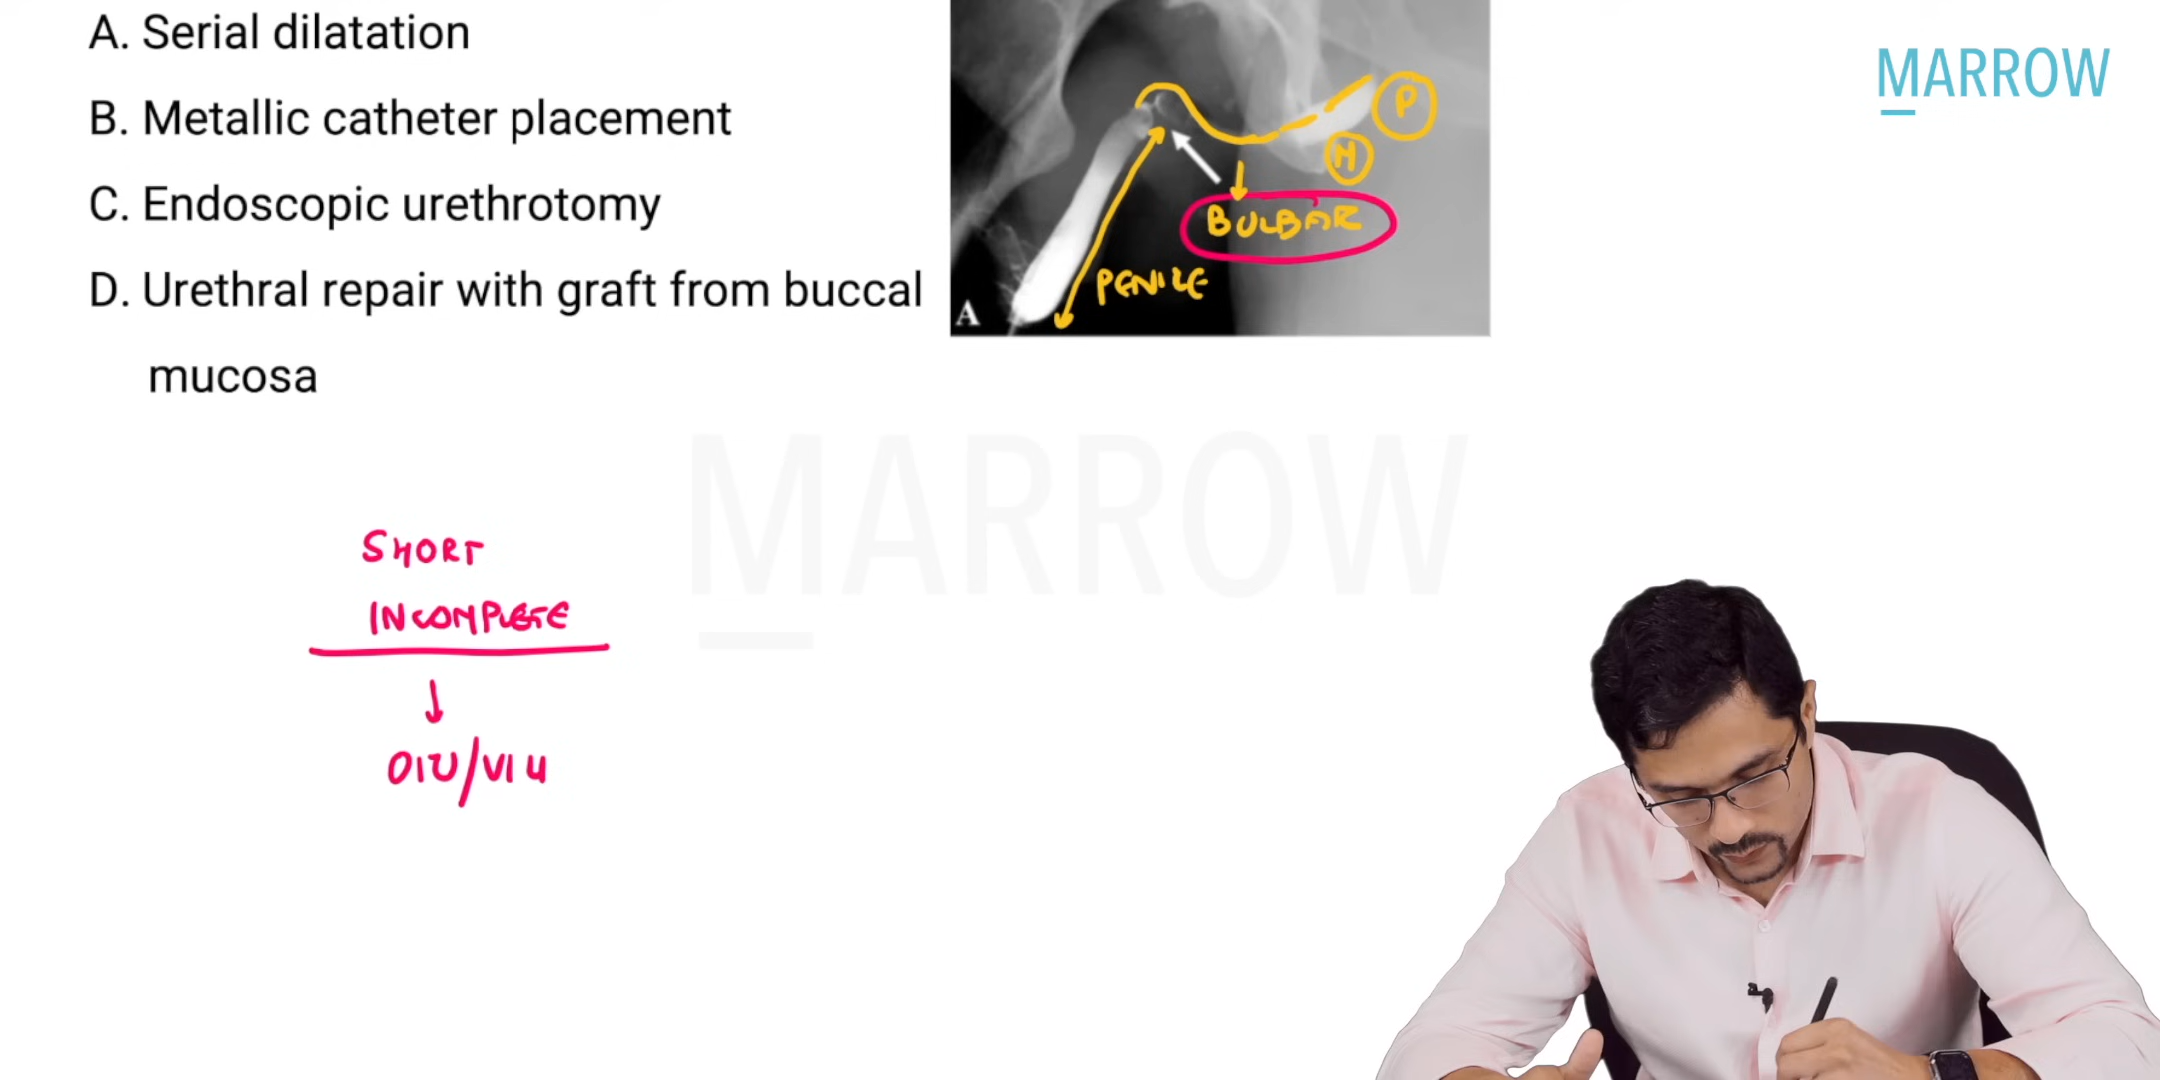 A. Serial dilatation
B. Metallic catheter placement
C. Endoscopic urethrotomy
D. Urethral repair with graft from buccal
mucosa
P
M
BULBAR
PENILE
A
MARROW
MARROW
SHORT
INCOMPLETE
OIU/VIU